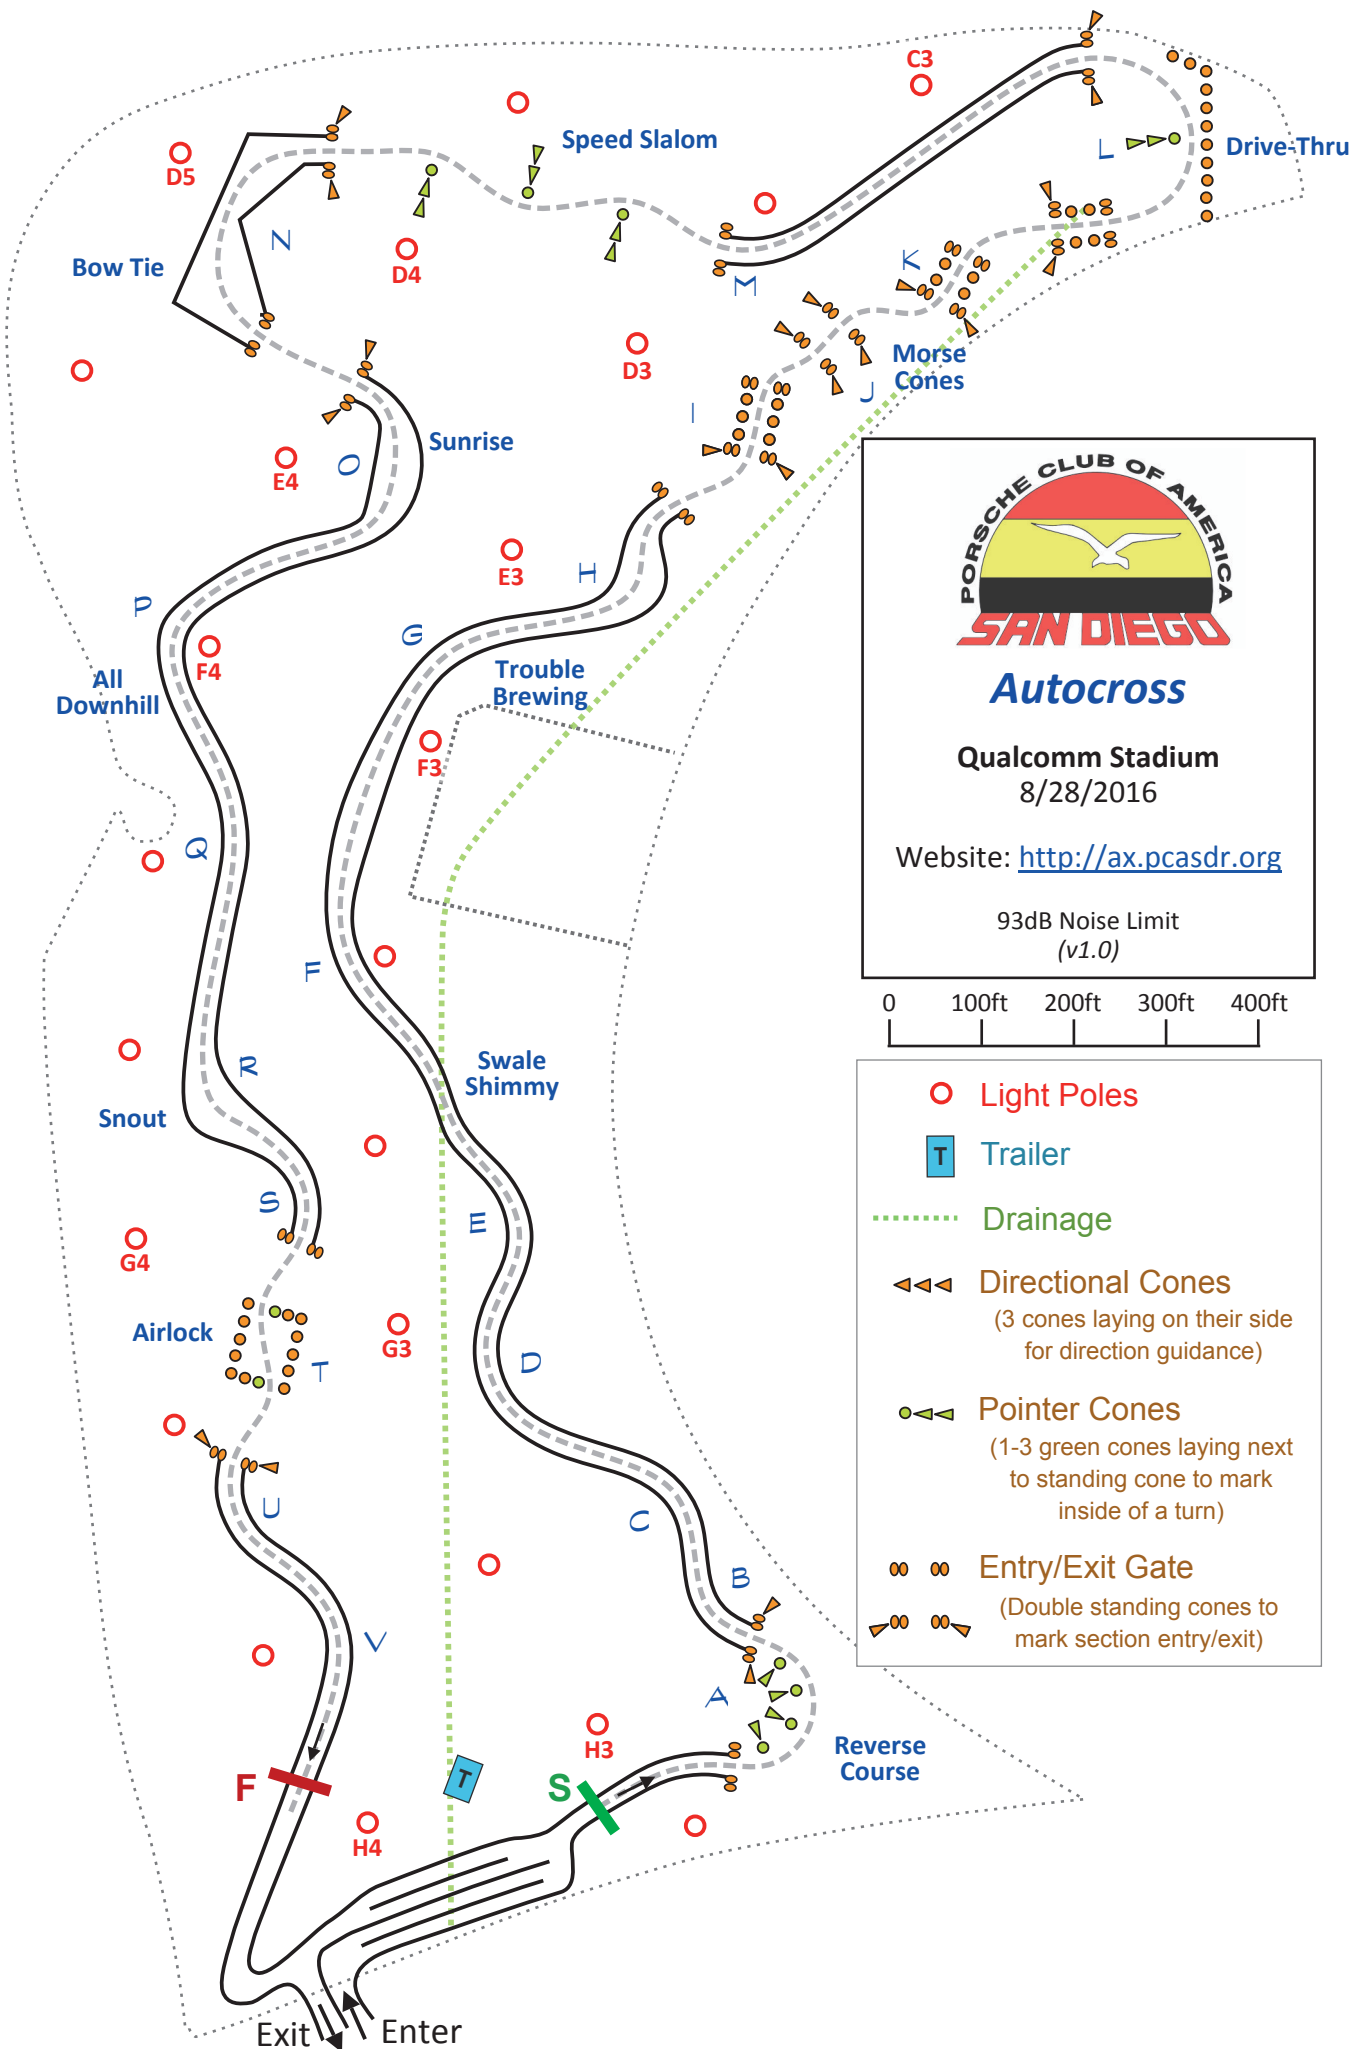 C3
Speed Slalom
L
Drive-Thru
D5
N
D4
Bow Tie
K
M
D3
Morse
Cones
J
I
Sunrise
O
E4
E3
H
P
G
F4
All
Downhill
Trouble
Brewing
F3
Q
F
R
Swale
Shimmy
Snout
S
E
G4
Airlock
G3
T
D
U
C
B
V
A
H3
Reverse
Course
F
T
S
H4
Exit
Enter
PORSCHE CLUB OF AMERICA
SAN DIEGO
Autocross
Qualcomm Stadium
8/28/2016
Website: http://ax.pcasdr.org
93dB Noise Limit
(v1.0)
0 100ft 200ft 300ft 400ft
Light Poles
T Trailer
Drainage
Directional Cones
(3 cones laying on their side
for direction guidance)
Pointer Cones
(1-3 green cones laying next
to standing cone to mark
inside of a turn)
Entry/Exit Gate
(Double standing cones to
mark section entry/exit)